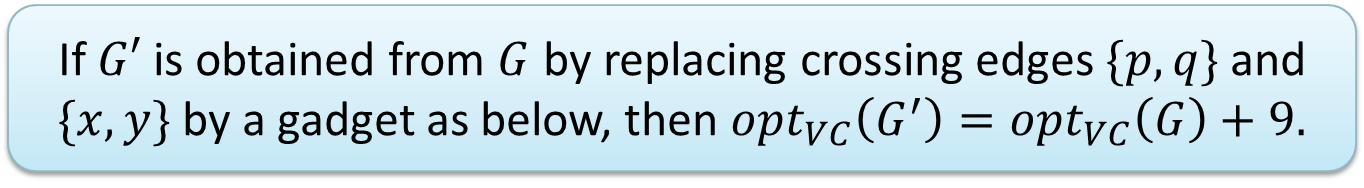 If G′ is obtained from G by replacing crossing edges {p, q} and
{x, y} by a gadget as below, then opt_VC(G′) = opt_VC(G) + 9.